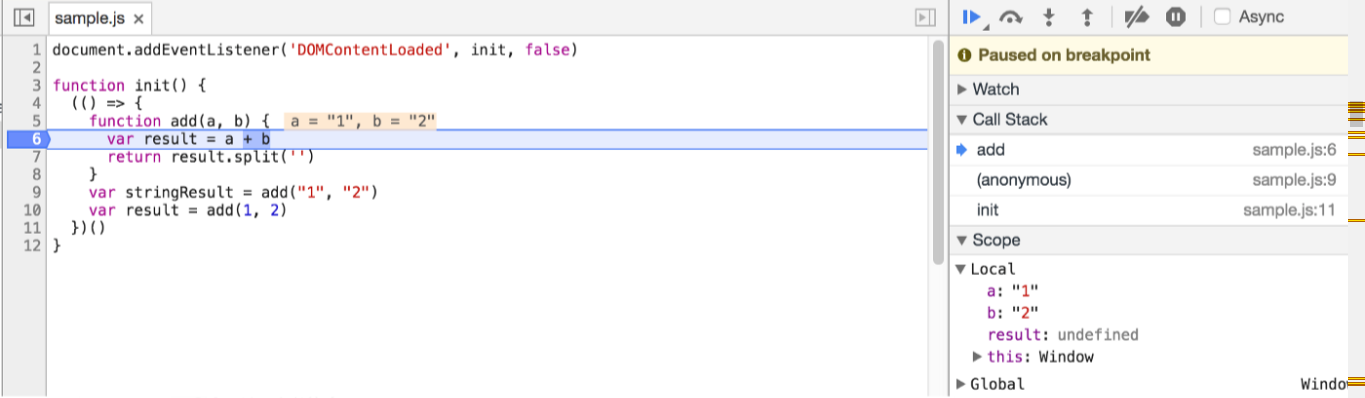 sample.js ×
1 document.addEventListener('DOMContentLoaded', init, false)
2
3 function init() {
4 (() => {
5 function add(a, b) { a = "1", b = "2"
6 var result = a + b
7 return result.split('')
8 }
9 var stringResult = add("1", "2")
10 var result = add(1, 2)
11 })()
12 }
Async
Paused on breakpoint
Watch
Call Stack
add sample.js:6
(anonymous) sample.js:9
init sample.js:11
Scope
Local
a: "1"
b: "2"
result: undefined
this: Window
Global Windo